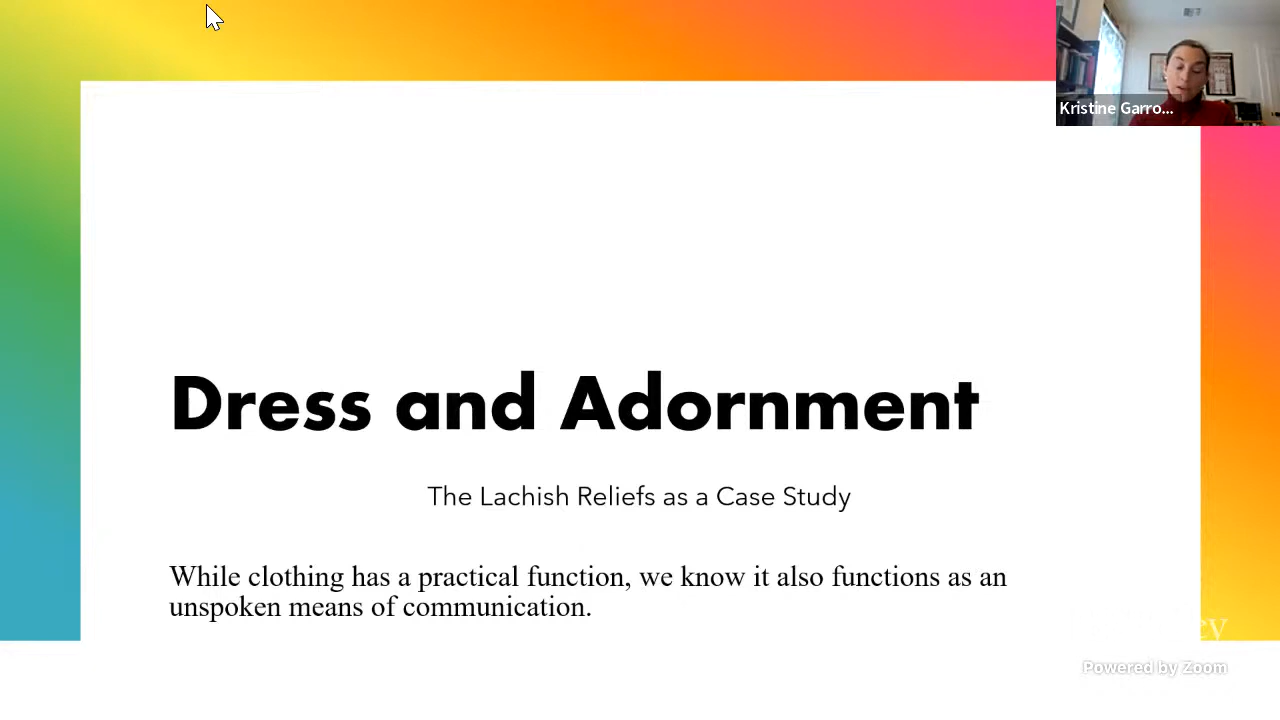 Kristine Garro...
Dress and Adornment
The Lachish Reliefs as a Case Study
While clothing has a practical function, we know it also functions as an
unspoken means of communication.
Powered by Zoom